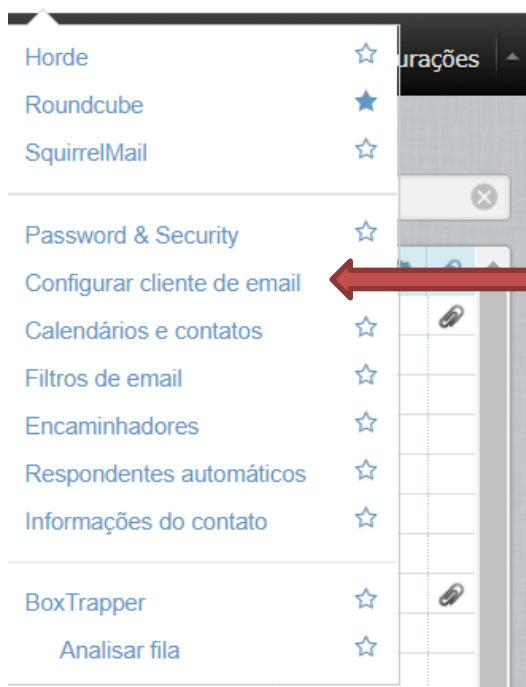 Horde
urações
Roundcube
SquirrelMail
Password & Security
Configurar cliente de email
Calendários e contatos
Filtros de email
Encaminhadores
Respondentes automáticos
Informações do contato
BoxTrapper
Analisar fila